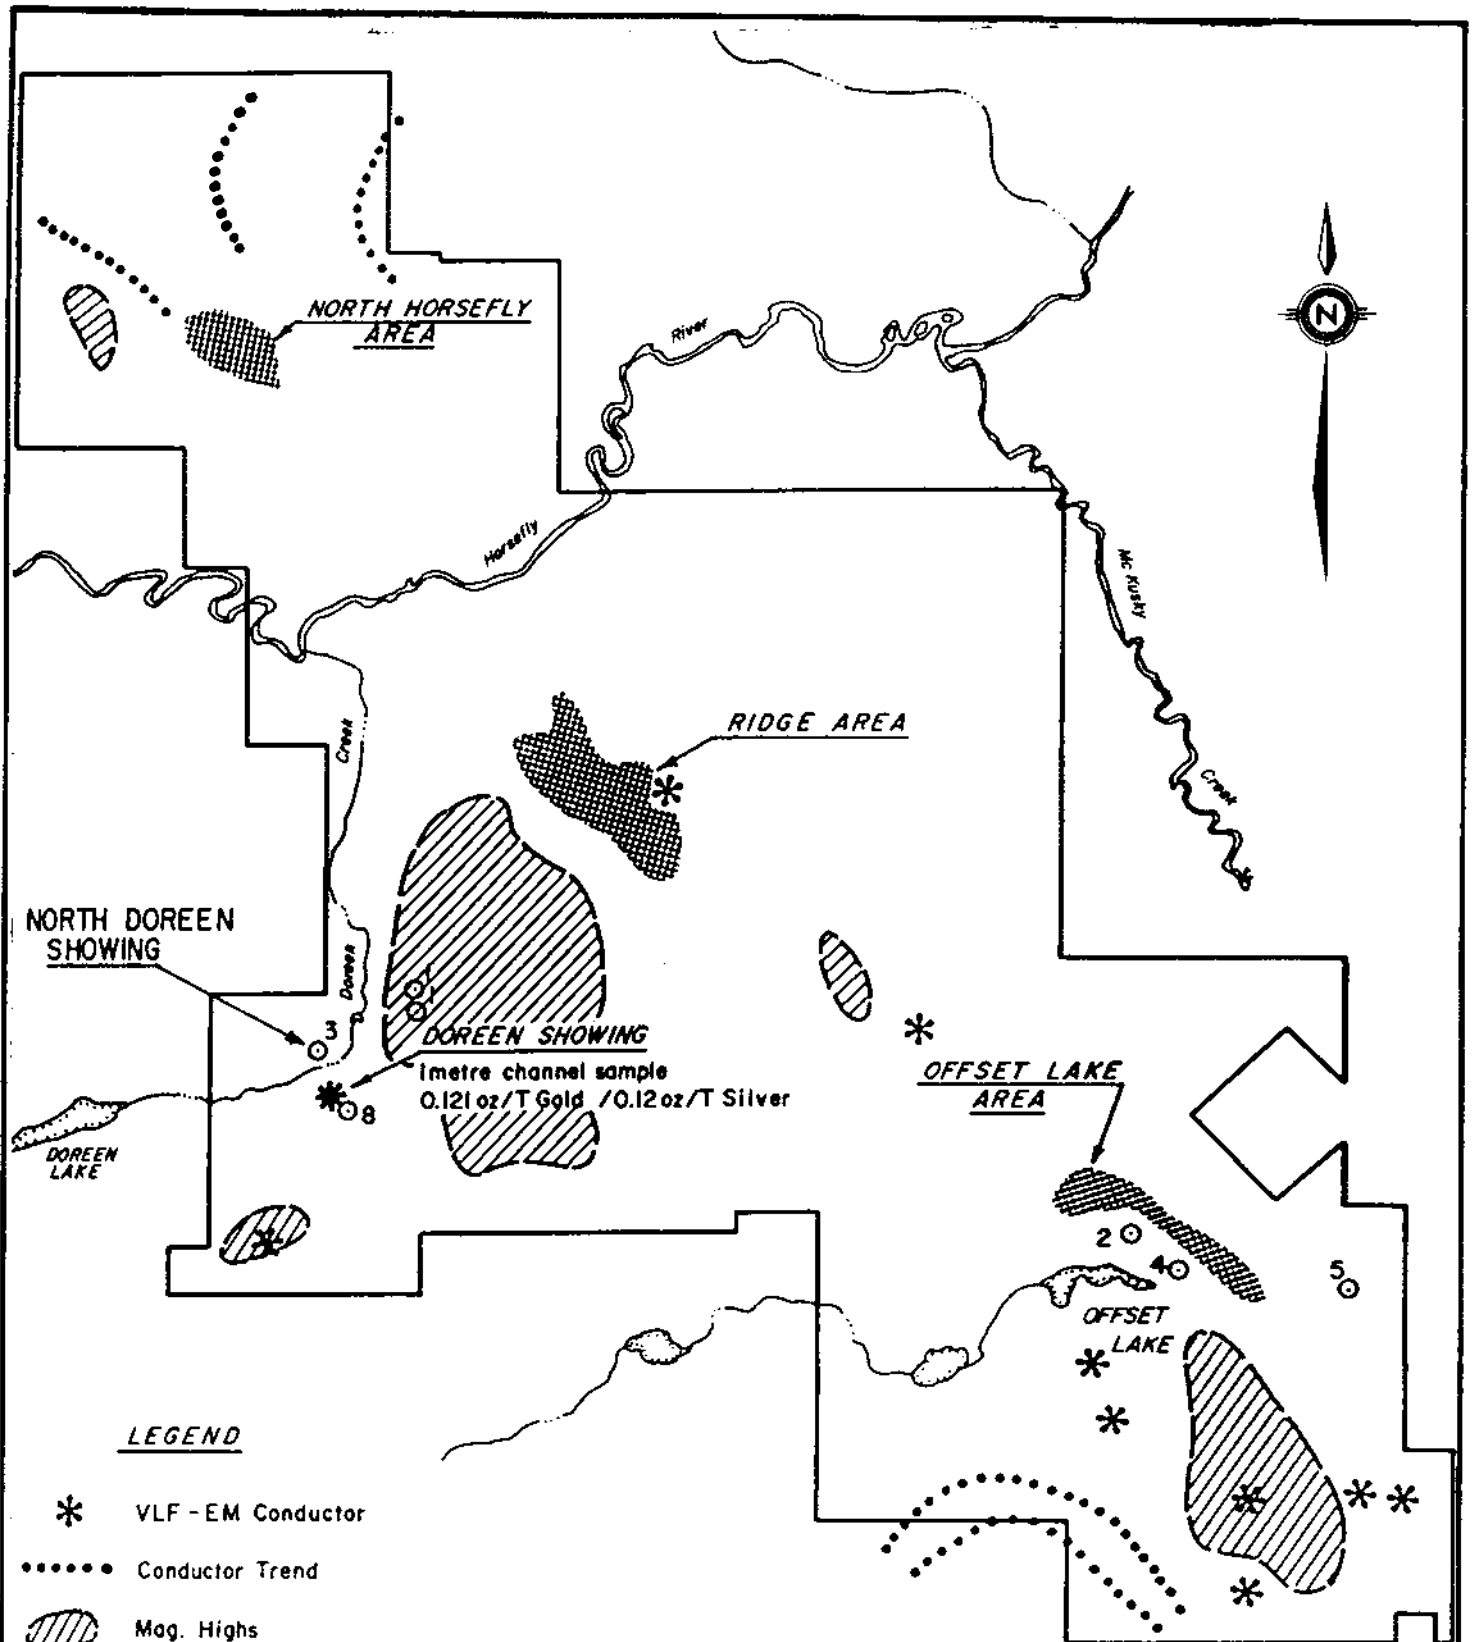 NORTH HORSEFLY
AREA
River
N
Horsefly
Mc Kusky
Creek
RIDGE AREA
Creek
NORTH DOREEN
SHOWING
Doreen
3
DOREEN SHOWING
1 metre channel sample
0.121 oz/T Gold / 0.12 oz/T Silver
8
OFFSET LAKE
AREA
DOREEN
LAKE
2
4
5
OFFSET
LAKE
LEGEND
VLF - EM Conductor
Conductor Trend
Mag. Highs